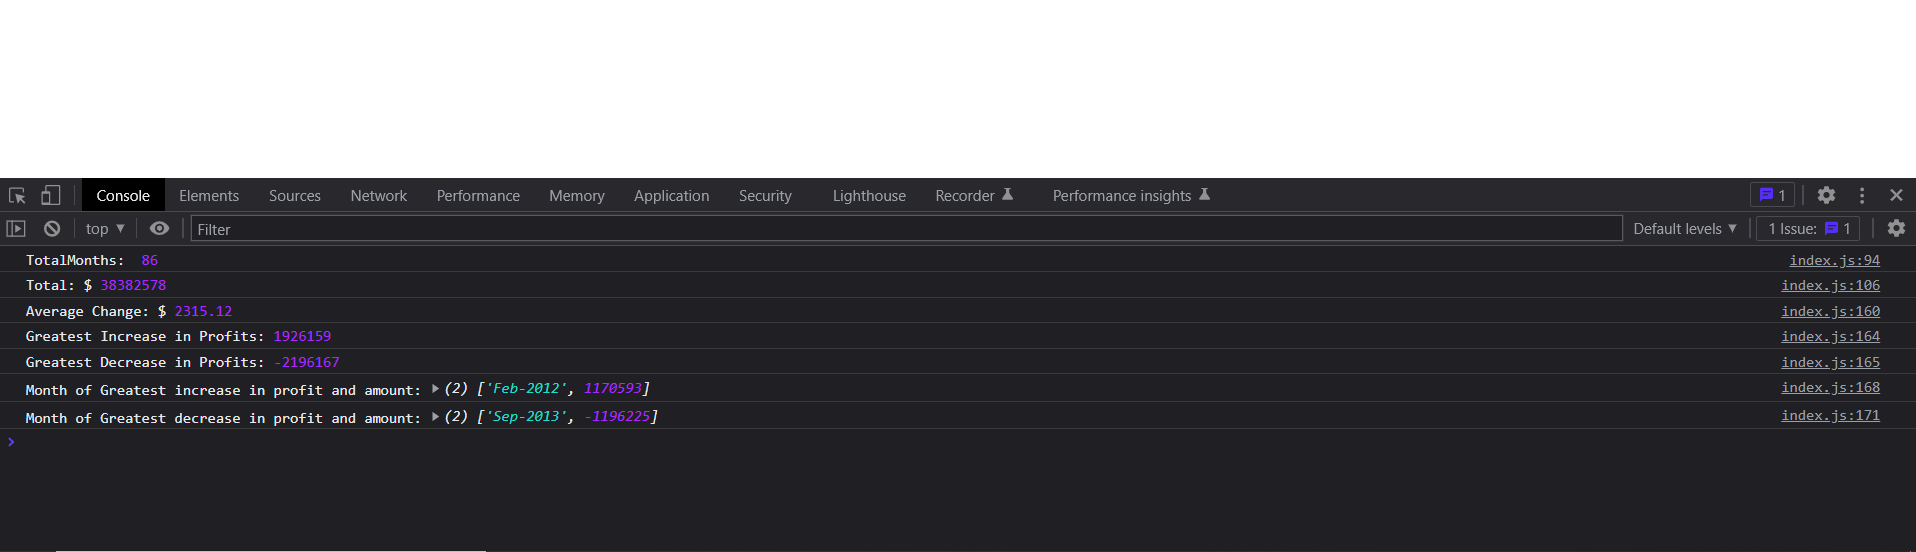 Console Elements Sources Network Performance Memory Application Security Lighthouse Recorder Performance insights 1
top Filter Default levels 1 Issue: 1
TotalMonths:  86 index.js:94
Total: $ 38382578 index.js:106
Average Change: $ 2315.12 index.js:160
Greatest Increase in Profits: 1926159 index.js:164
Greatest Decrease in Profits: -2196167 index.js:165
Month of Greatest increase in profit and amount: (2) ['Feb-2012', 1170593] index.js:168
Month of Greatest decrease in profit and amount: (2) ['Sep-2013', -1196225] index.js:171